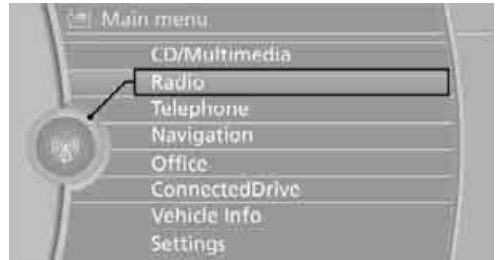 Main menu
CD/Multimedia
Radio
Telephone
Navigation
Office
ConnectedDrive
Vehicle Info
Settings